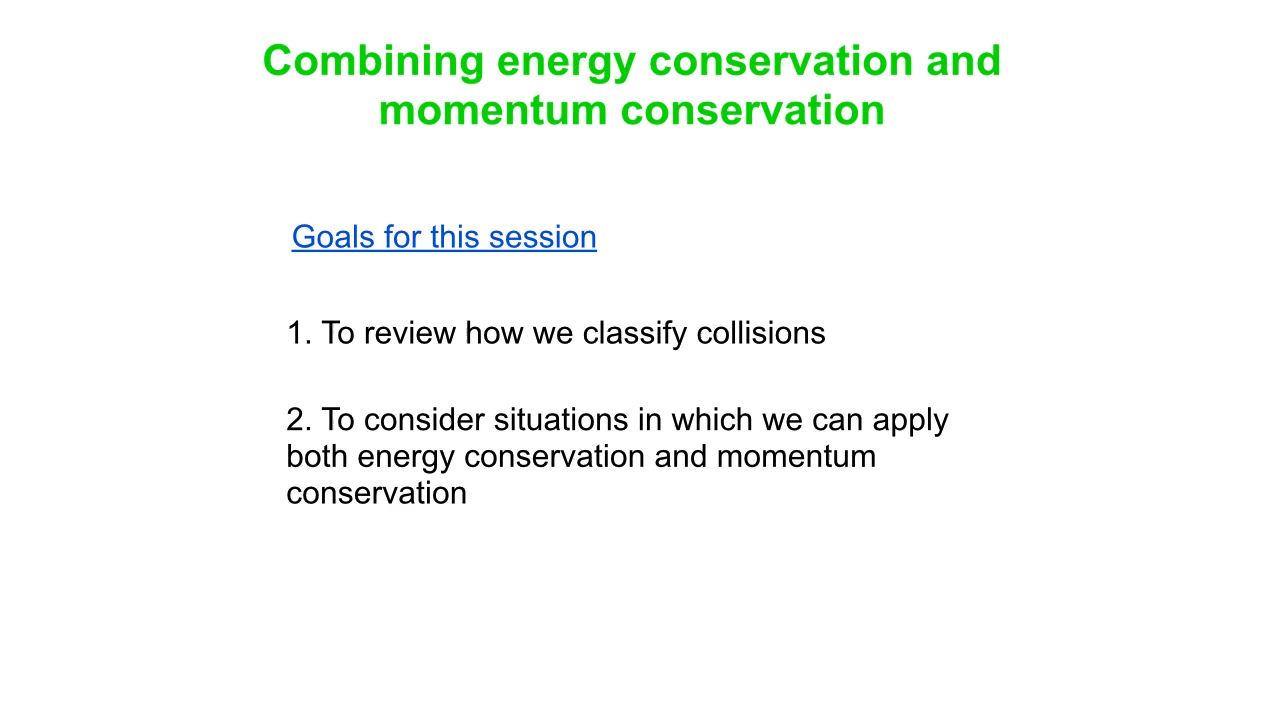 Combining energy conservation and
momentum conservation
Goals for this session
1. To review how we classify collisions
2. To consider situations in which we can apply
both energy conservation and momentum
conservation